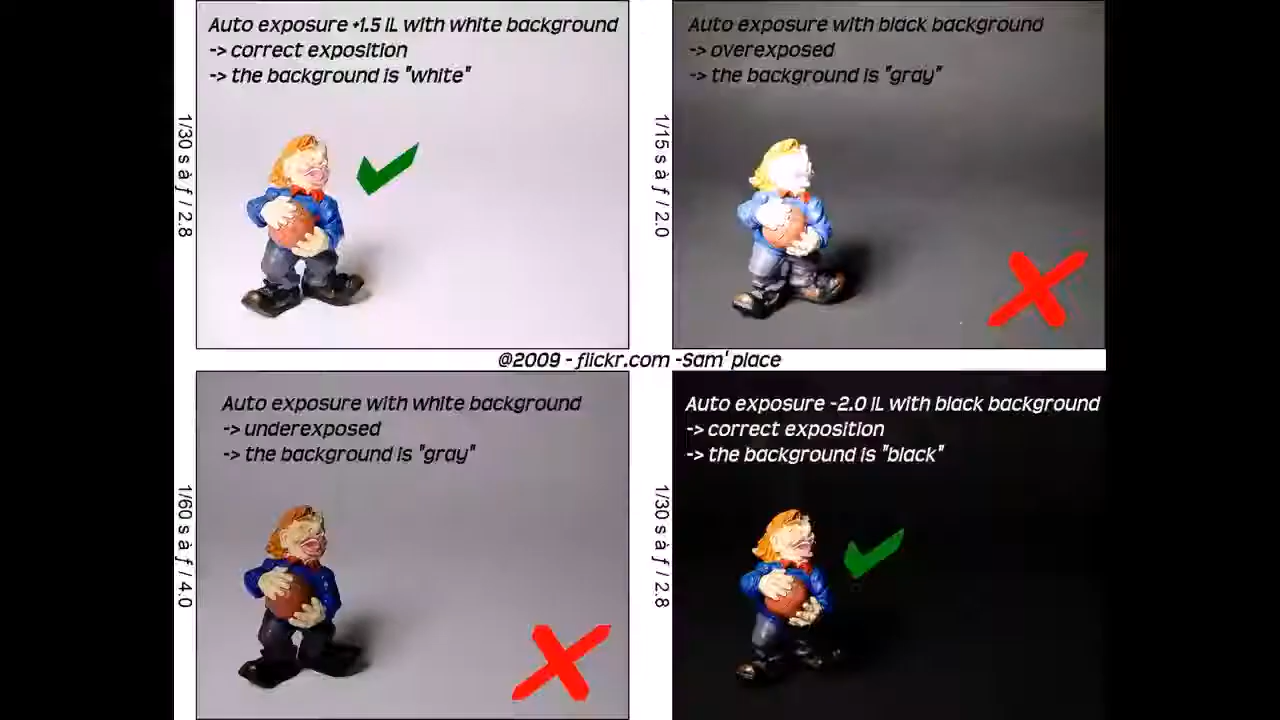 Auto exposure +1.5 IL with white background
-> correct exposition
-> the background is "white"
1/30 s à f / 2.8
Auto exposure with black background
-> overexposed
-> the background is "gray"
1/15 s à f / 2.0
@2009 - flickr.com -Sam' place
Auto exposure with white background
-> underexposed
-> the background is "gray"
1/60 s à f / 4.0
Auto exposure -2.0 IL with black background
-> correct exposition
-> the background is "black"
1/30 s à f / 2.8